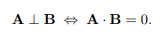 A ⊥ B ⇔ A · B = 0.